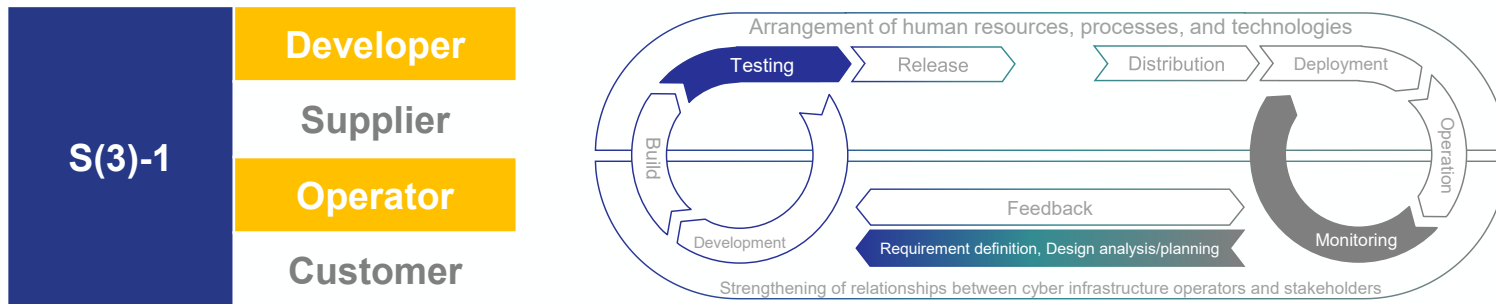 S(3)-1
Developer
Supplier
Operator
Customer
Arrangement of human resources, processes, and technologies
Testing
Release
Distribution
Deployment
Build
Operation
Feedback
Development
Requirement definition, Design analysis/planning
Monitoring
Strengthening of relationships between cyber infrastructure operators and stakeholders